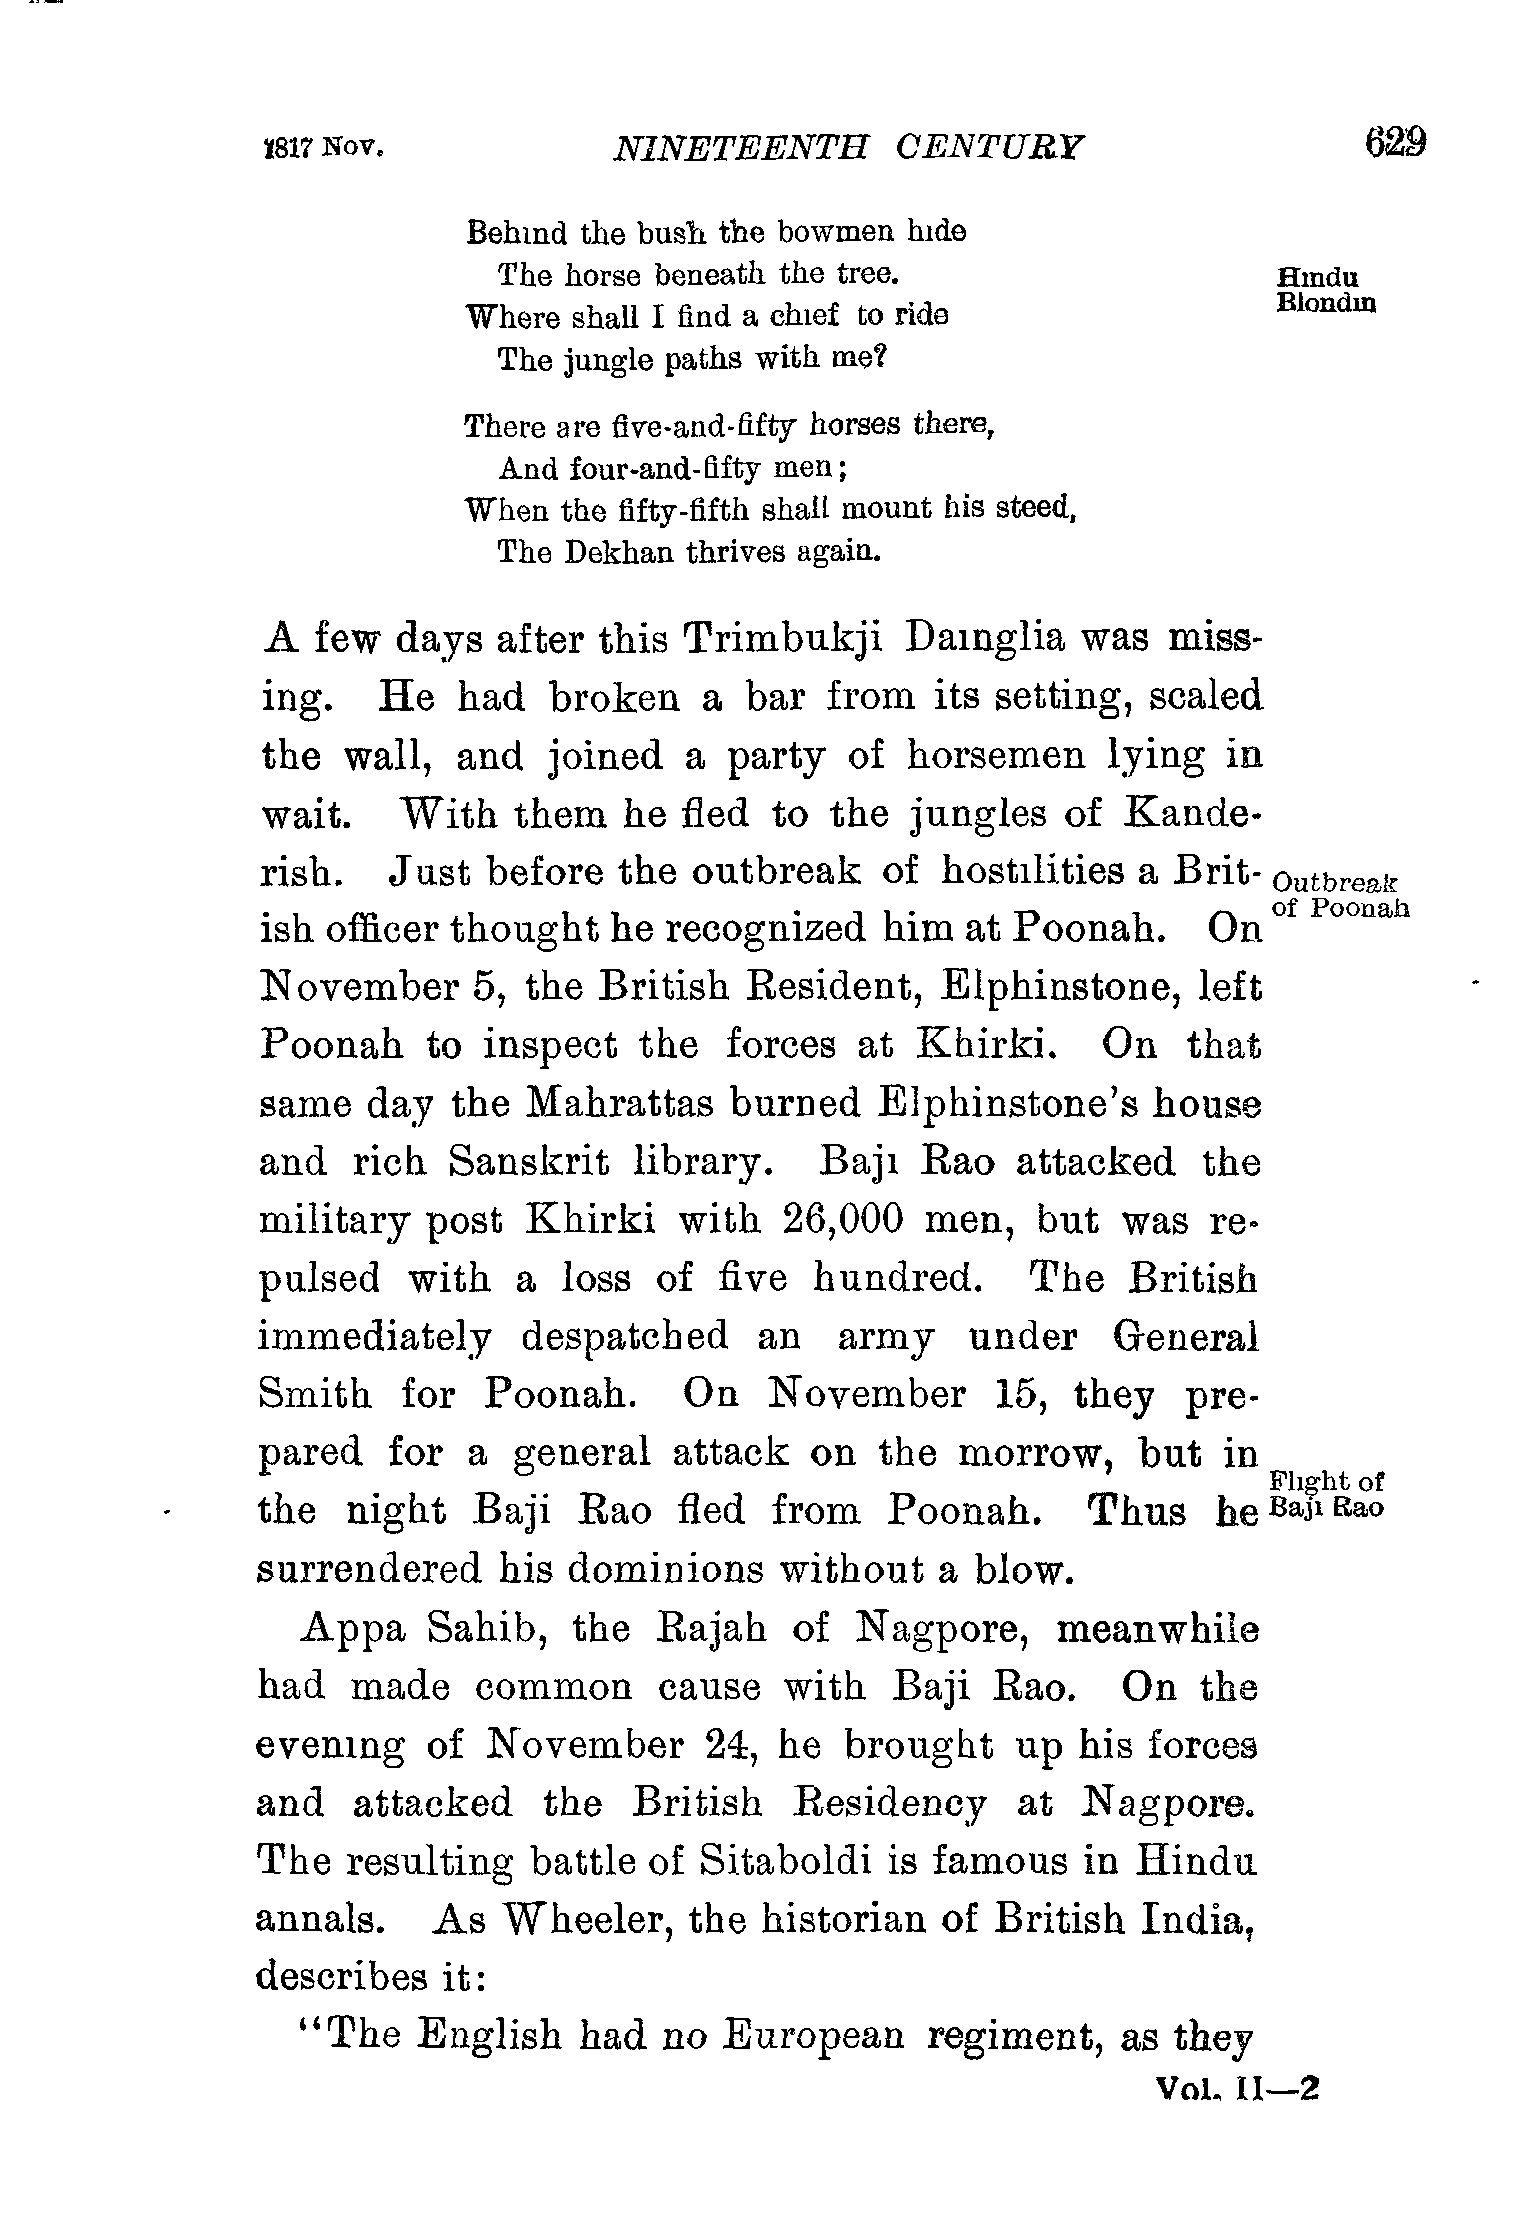 1817 Nov. NINETEENTH CENTURY 629
Behind the bush the bowmen hide
The horse beneath the tree.
Where shall I find a chief to ride
The jungle paths with me?
Hindu
Blondin
There are five-and-fifty horses there,
And four-and-fifty men;
When the fifty-fifth shall mount his steed,
The Dekhan thrives again.
A few days after this Trimbukji Dainglia was miss-
ing. He had broken a bar from its setting, scaled
the wall, and joined a party of horsemen lying in
wait. With them he fled to the jungles of Kande-
rish. Just before the outbreak of hostilities a Brit-
ish officer thought he recognized him at Poonah. On
Outbreak
of Poonah
November 5, the British Resident, Elphinstone, left
Poonah to inspect the forces at Khirki. On that
same day the Mahrattas burned Elphinstone's house
and rich Sanskrit library. Baji Rao attacked the
military post Khirki with 26,000 men, but was re-
pulsed with a loss of five hundred. The British
immediately despatched an army under General
Smith for Poonah. On November 15, they pre-
pared for a general attack on the morrow, but in
the night Baji Rao fled from Poonah. Thus he
Flight of
Baji Rao
surrendered his dominions without a blow.
Appa Sahib, the Rajah of Nagpore, meanwhile
had made common cause with Baji Rao. On the
evening of November 24, he brought up his forces
and attacked the British Residency at Nagpore.
The resulting battle of Sitaboldi is famous in Hindu
annals. As Wheeler, the historian of British India,
describes it:
"The English had no European regiment, as they
Vol. II—2